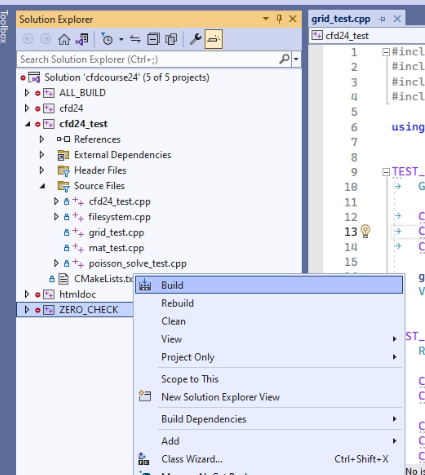 Toolbox
Solution Explorer
Search Solution Explorer (Ctrl+;)
Solution 'cfdcourse24' (5 of 5 projects)
ALL_BUILD
cfd24
cfd24_test
References
External Dependencies
Header Files
Source Files
cfd24_test.cpp
filesystem.cpp
grid_test.cpp
mat_test.cpp
poisson_solve_test.cpp
CMakeLists.tx
htmldoc
ZERO_CHECK
Build
Rebuild
Clean
View
Project Only
Scope to This
New Solution Explorer View
Build Dependencies
Add
Class Wizard... Ctrl+Shift+X
grid_test.cpp
cfd24_test
1 #incl
2 #incl
3 #incl
4 #incl
5
6 using
7
8
9 TEST_
10 G
11
12 C
13 C
14 C
g
V
ST_
R
C
C
C
C
C
No is